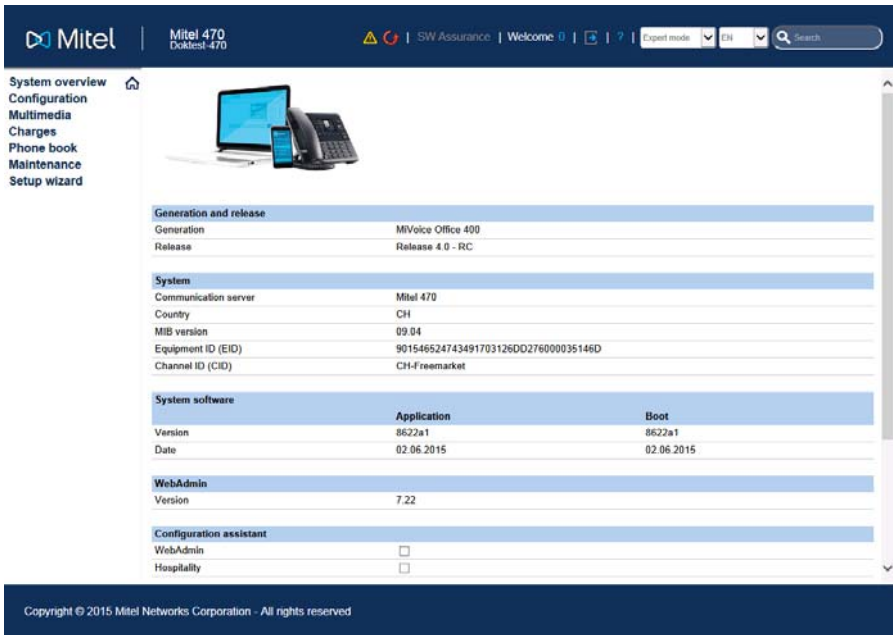 Mitel
Mitel 470
Doktest-470
SW Assurance | Welcome 0 | | ? | Expert mode EN Search
System overview
Configuration
Multimedia
Charges
Phone book
Maintenance
Setup wizard
Generation and release
Generation MiVoice Office 400
Release Release 4.0 - RC
System
Communication server Mitel 470
Country CH
MIB version 09.04
Equipment ID (EID) 901546524743491703126DD276000035146D
Channel ID (CID) CH-Freemarket
System software
Application Boot
Version 8622a1 8622a1
Date 02.06.2015 02.06.2015
WebAdmin
Version 7.22
Configuration assistant
WebAdmin
Hospitality
Copyright © 2015 Mitel Networks Corporation - All rights reserved